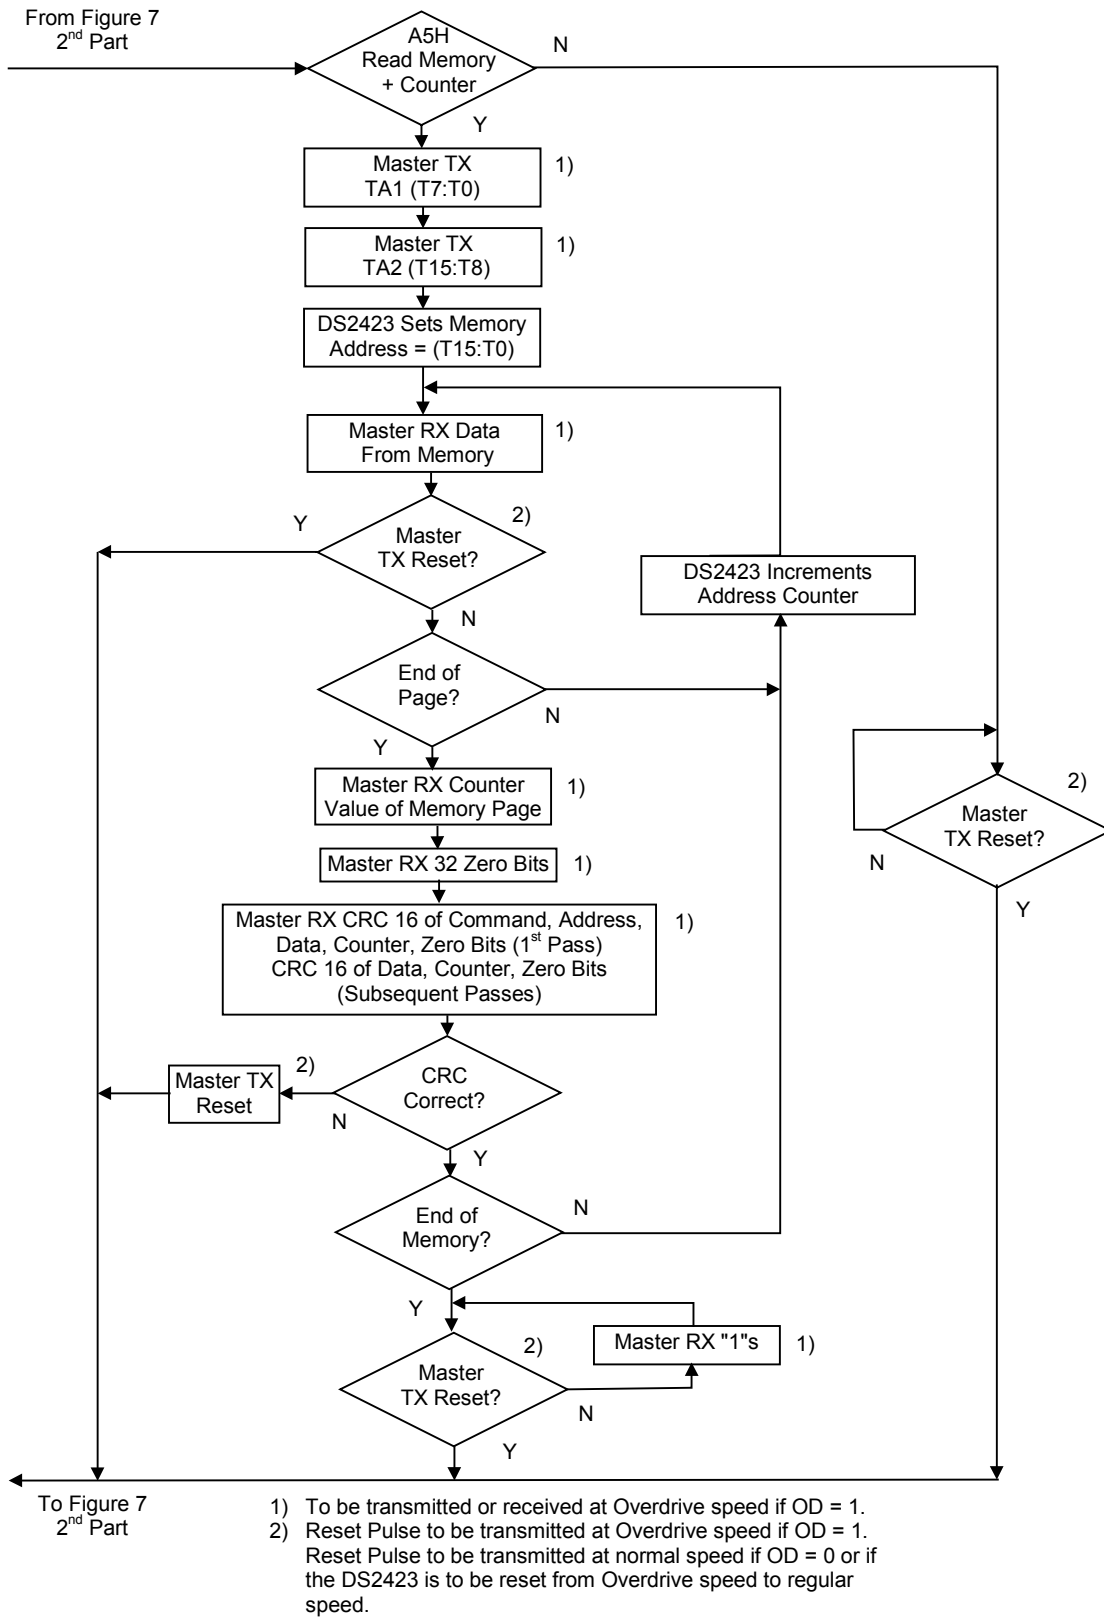 From Figure 7
2nd Part
A5H
Read Memory
+ Counter
N
Y
Master TX
TA1 (T7:T0)
1)
Master TX
TA2 (T15:T8)
1)
DS2423 Sets Memory
Address = (T15:T0)
Master RX Data
From Memory
1)
Y
Master
TX Reset?
2)
N
DS2423 Increments
Address Counter
End of
Page?
N
Y
Master RX Counter
Value of Memory Page
1)
Master
TX Reset?
2)
N
Y
Master RX 32 Zero Bits
1)
Master RX CRC 16 of Command, Address,
Data, Counter, Zero Bits (1st Pass)
CRC 16 of Data, Counter, Zero Bits
(Subsequent Passes)
1)
Master TX
Reset
2)
CRC
Correct?
N
Y
End of
Memory?
N
Y
Master RX "1"s
1)
Master
TX Reset?
2)
N
Y
To Figure 7
2nd Part
1) To be transmitted or received at Overdrive speed if OD = 1.
2) Reset Pulse to be transmitted at Overdrive speed if OD = 1.
Reset Pulse to be transmitted at normal speed if OD = 0 or if
the DS2423 is to be reset from Overdrive speed to regular
speed.